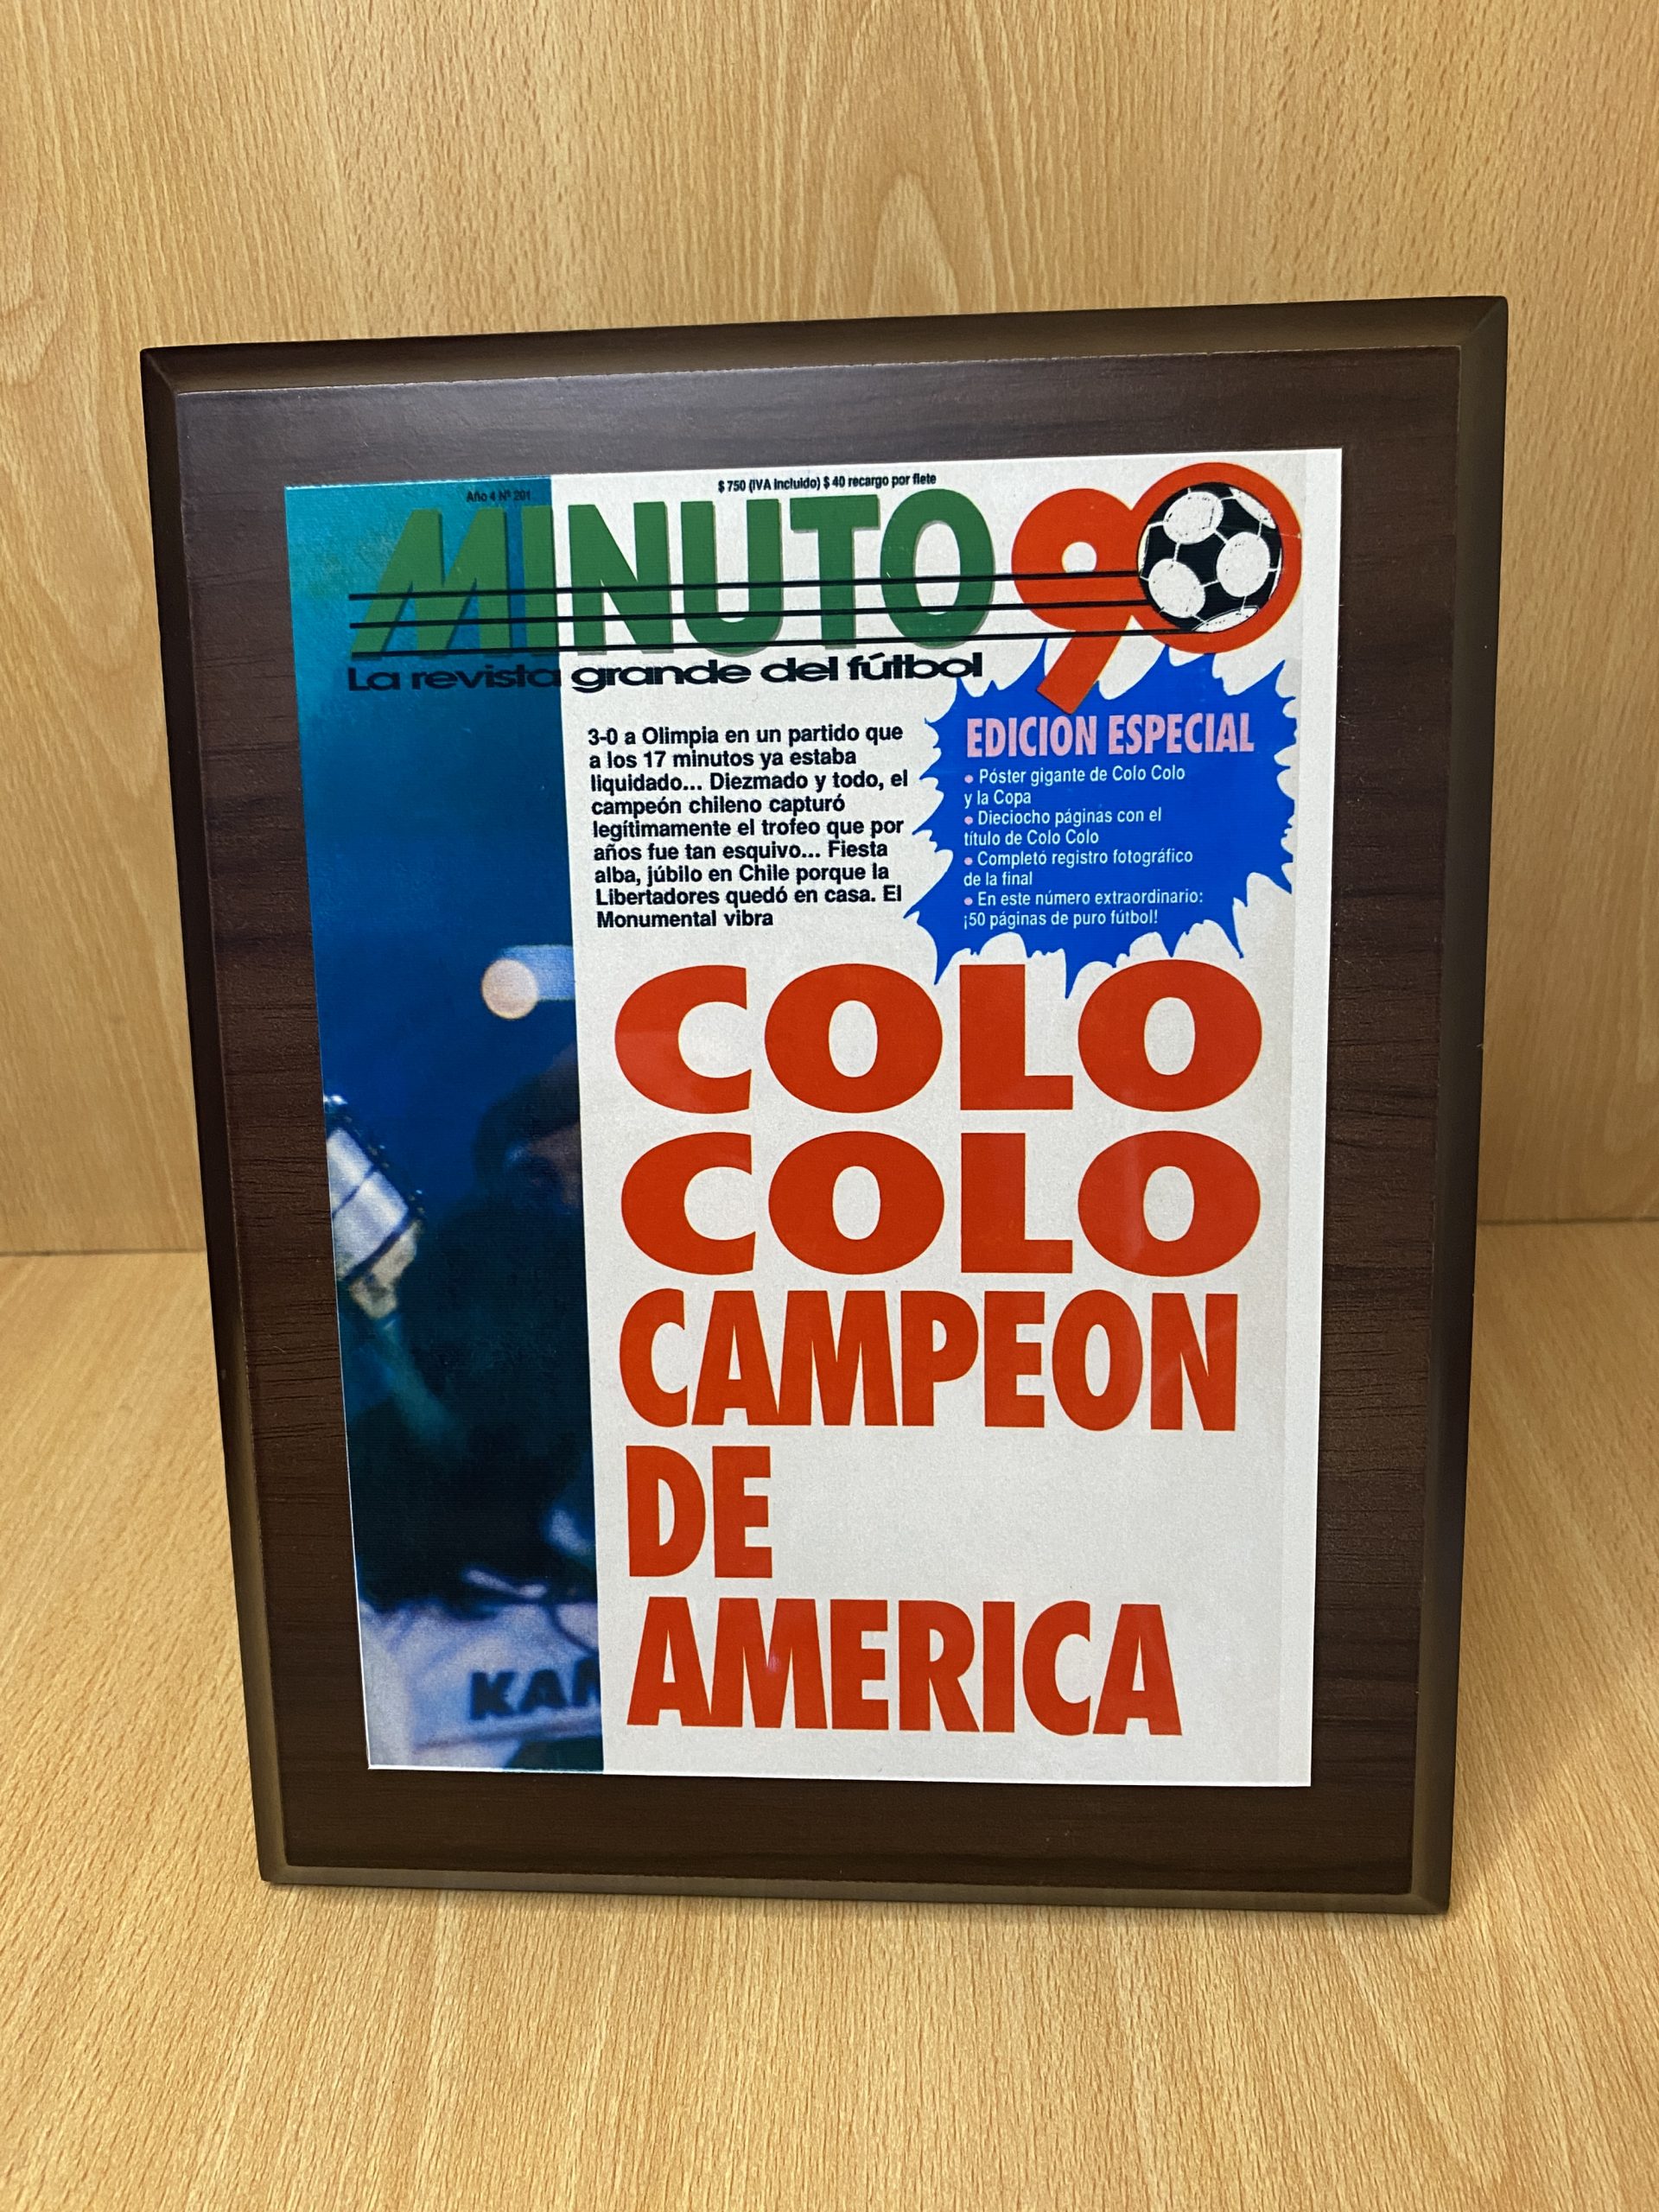 Año 4 Nº 201
$ 750 (IVA Incluido) $ 40 recargo por flete
MINUTO 90
La revista grande del fútbol
3-0 a Olimpia en un partido que
a los 17 minutos ya estaba
liquidado... Diezmado y todo, el
campeón chileno capturó
legítimamente el trofeo que por
años fue tan esquivo... Fiesta
alba, júbilo en Chile porque la
Libertadores quedó en casa. El
Monumental vibra
EDICION ESPECIAL
• Póster gigante de Colo Colo
y la Copa
• Dieciocho páginas con el
título de Colo Colo
• Completó registro fotográfico
de la final
• En este número extraordinario:
¡50 páginas de puro fútbol!
COLO
COLO
CAMPEON
DE
AMERICA